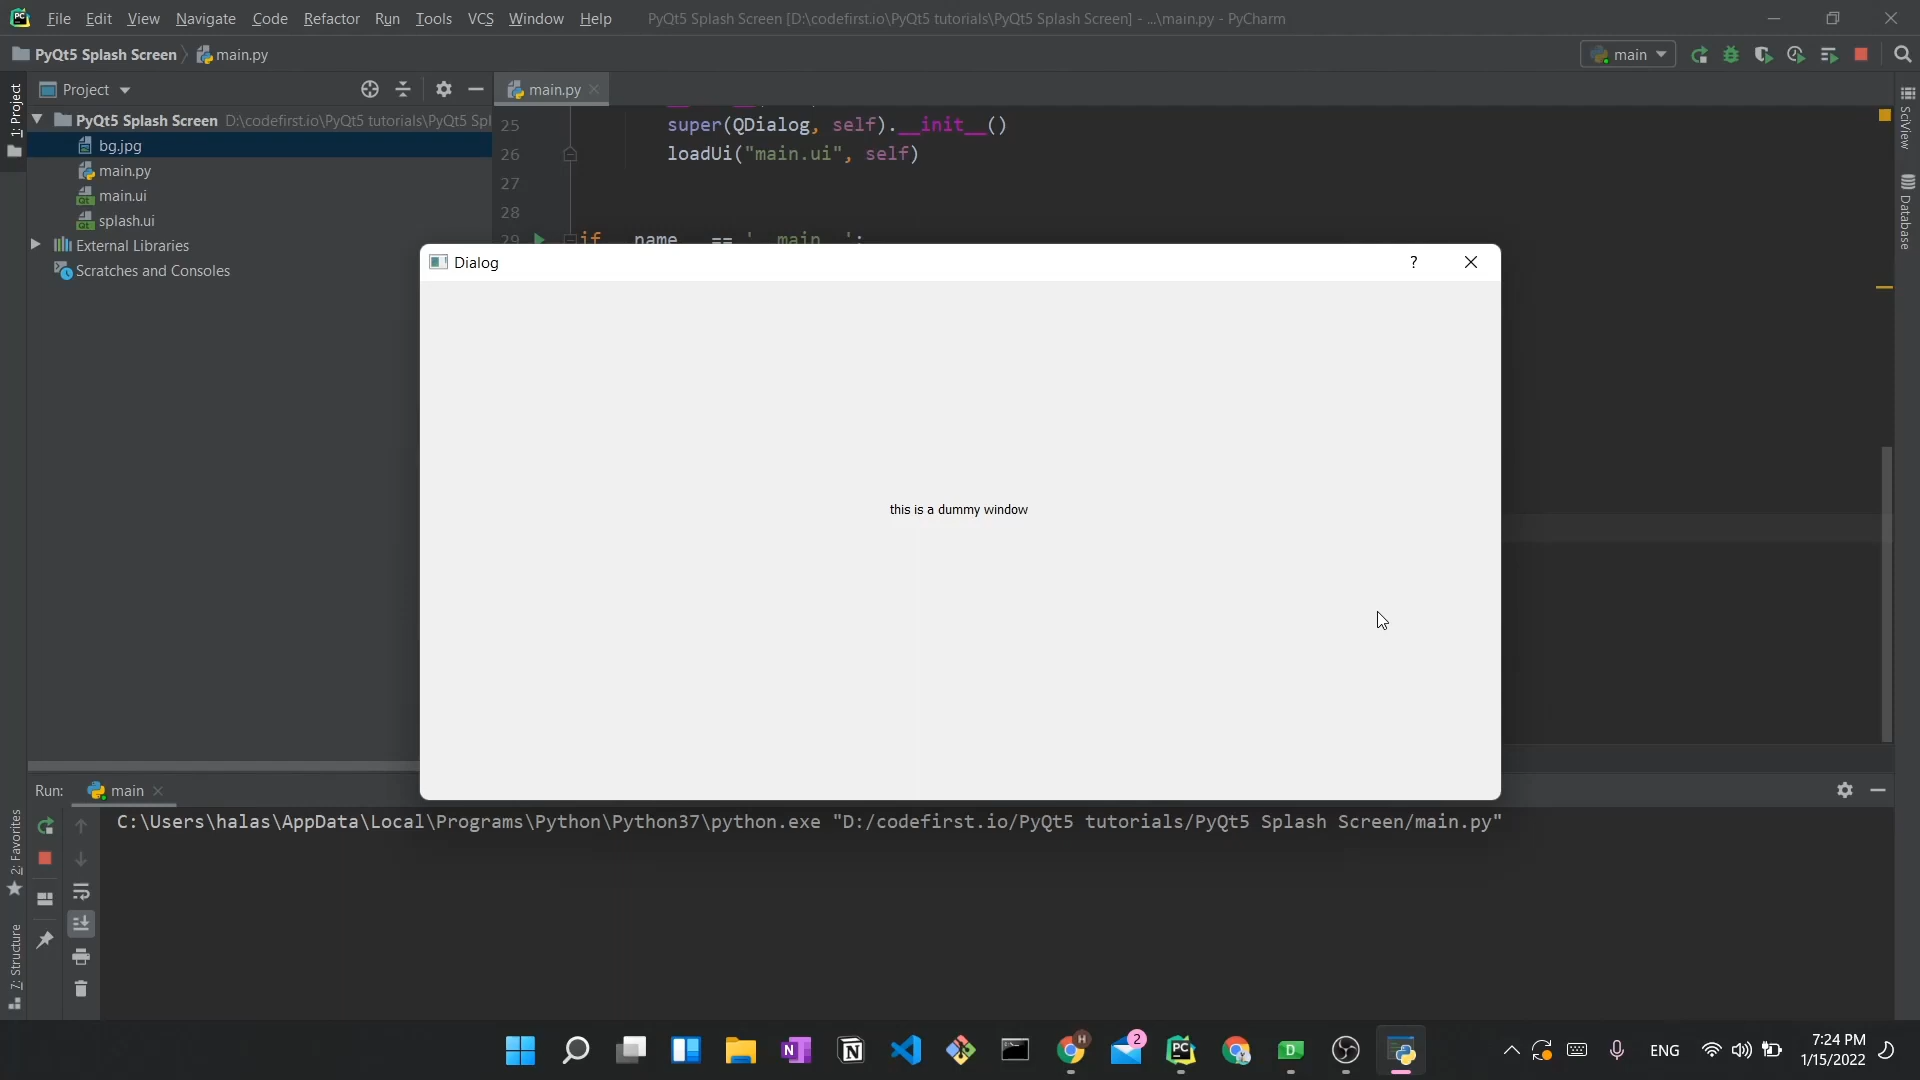 File Edit View Navigate Code Refactor Run Tools VCS Window Help PyQt5 Splash Screen [D:\codefirst.io\PyQt5 tutorials\PyQt5 Splash Screen] - ...\main.py - PyCharm
PyQt5 Splash Screen main.py main
1: Project
Project
main.py
PyQt5 Splash Screen D:\codefirst.io\PyQt5 tutorials\PyQt5 Spl
bg.jpg
main.py
main.ui
splash.ui
External Libraries
Scratches and Consoles
25 super(QDialog, self).__init__()
26 loadUi("main.ui", self)
27
28
29 if __name__ == '__main__':
SciView
Database
Dialog ?
this is a dummy window
Run: main
C:\Users\halas\AppData\Local\Programs\Python\Python37\python.exe "D:/codefirst.io/PyQt5 tutorials/PyQt5 Splash Screen/main.py"
2: Favorites
7: Structure
ENG
7:24 PM
1/15/2022
2